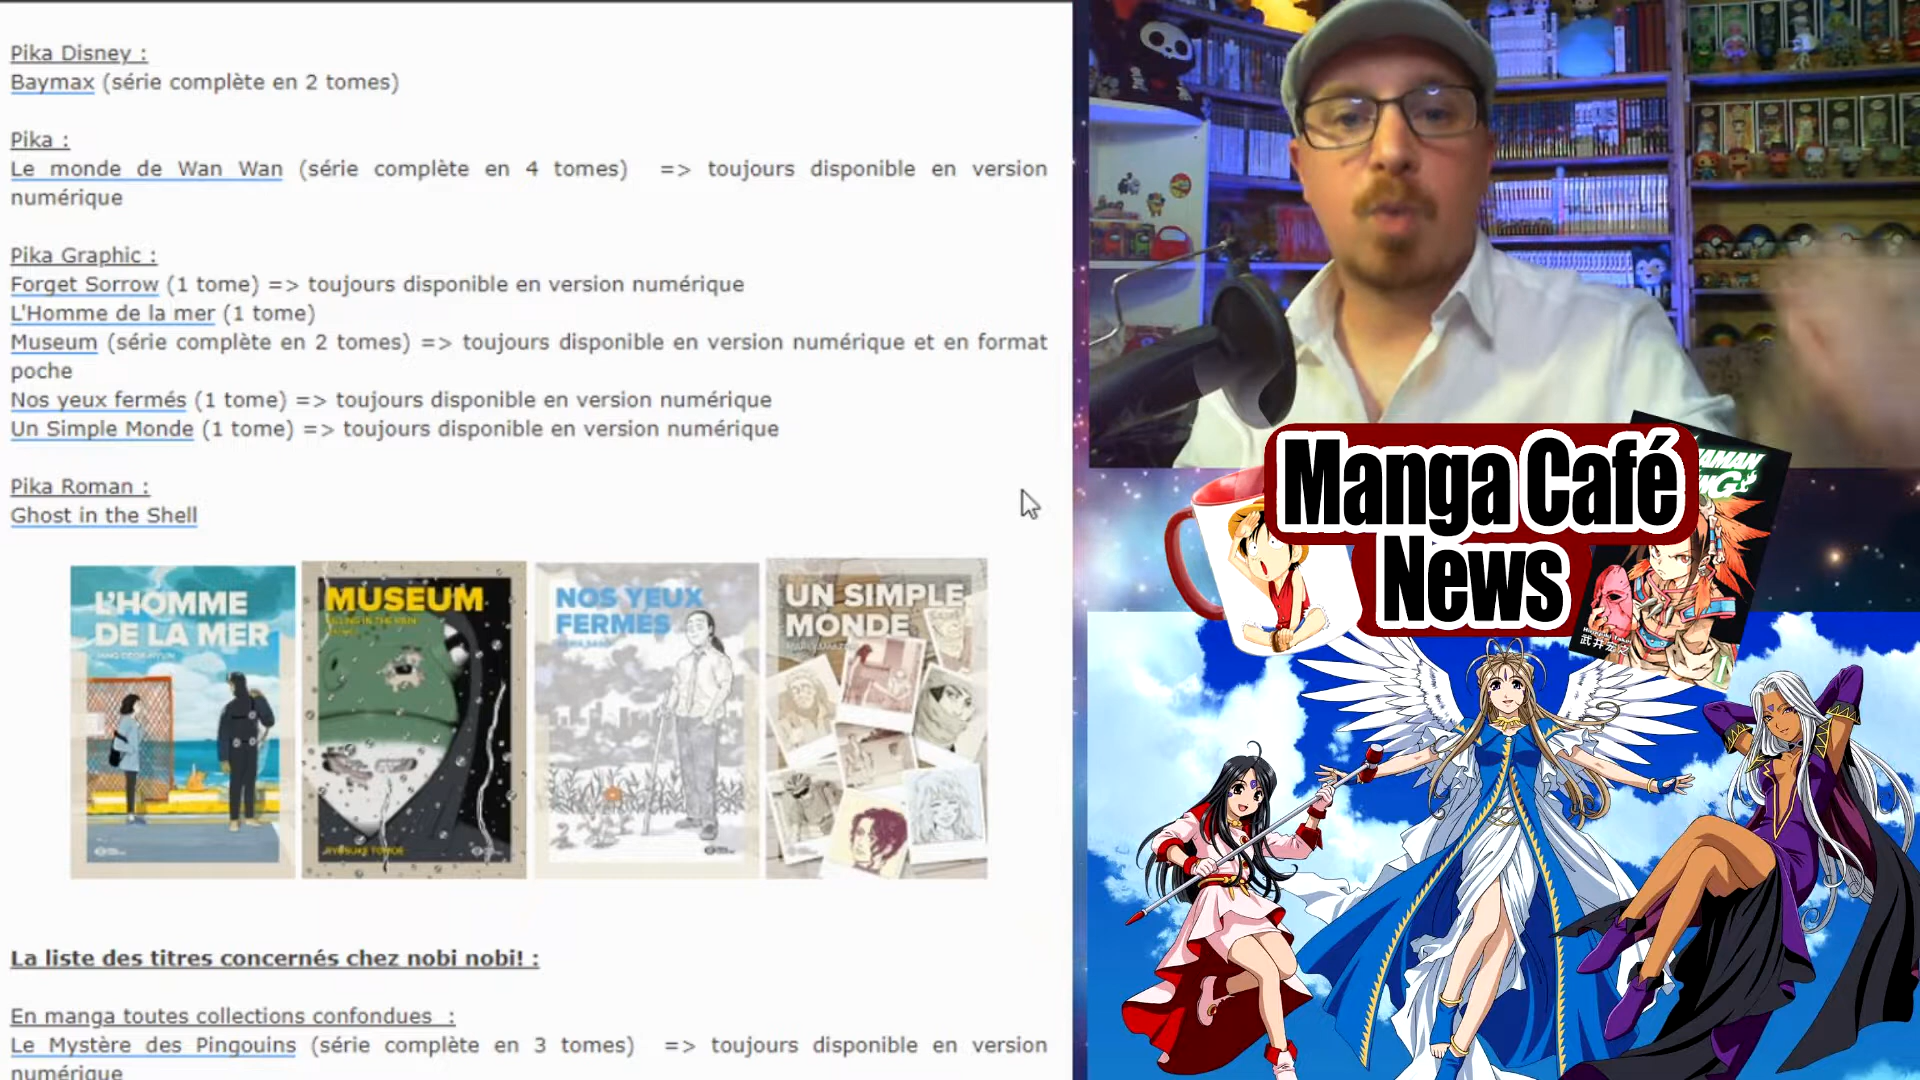 Pika Disney :
Baymax (série complète en 2 tomes)
Pika :
Le monde de Wan Wan (série complète en 4 tomes) => toujours disponible en version
numérique
Pika Graphic :
Forget Sorrow (1 tome) => toujours disponible en version numérique
L'Homme de la mer (1 tome)
Museum (série complète en 2 tomes) => toujours disponible en version numérique et en format
poche
Nos yeux fermés (1 tome) => toujours disponible en version numérique
Un Simple Monde (1 tome) => toujours disponible en version numérique
Pika Roman :
Ghost in the Shell
L'HOMME
DE LA MER
MUSEUM
NOS YEUX
FERMÉS
UN SIMPLE
MONDE
La liste des titres concernés chez nobi nobi! :
En manga toutes collections confondues :
Le Mystère des Pingouins (série complète en 3 tomes) => toujours disponible en version
numérique
Manga Café
News
武井宏之